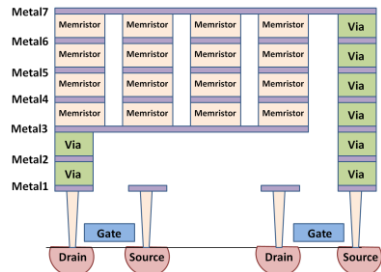 Metal7
Memristor Memristor Memristor Memristor Via
Metal6
Memristor Memristor Memristor Memristor Via
Metal5
Memristor Memristor Memristor Memristor Via
Metal4
Memristor Memristor Memristor Memristor Via
Metal3
Via Via
Metal2
Via Via
Metal1
Gate Gate
Drain Source Drain Source